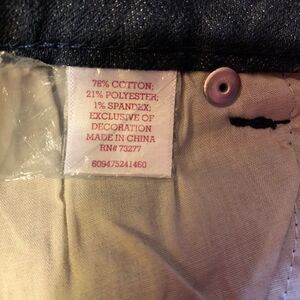 78% COTTON;
21% POLYESTER;
1% SPANDEX;
EXCLUSIVE OF
DECORATION
MADE IN CHINA
RN# 73277
609475241460